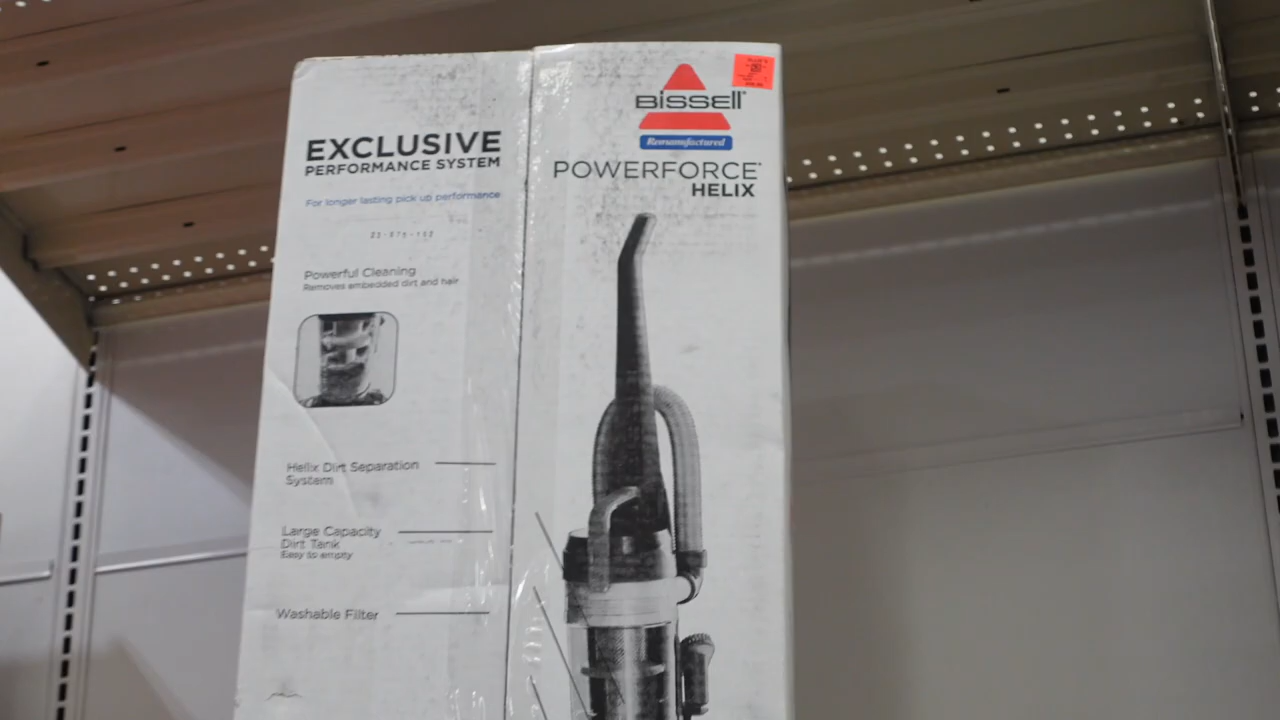 EXCLUSIVE
PERFORMANCE SYSTEM
For longer lasting pick up performance
Powerful Cleaning
Removes embedded dirt and hair
Helix Dirt Separation
System
Large Capacity
Dirt Tank
Easy to empty
Washable Filter
BISSELL
Remanufactured
POWERFORCE
HELIX